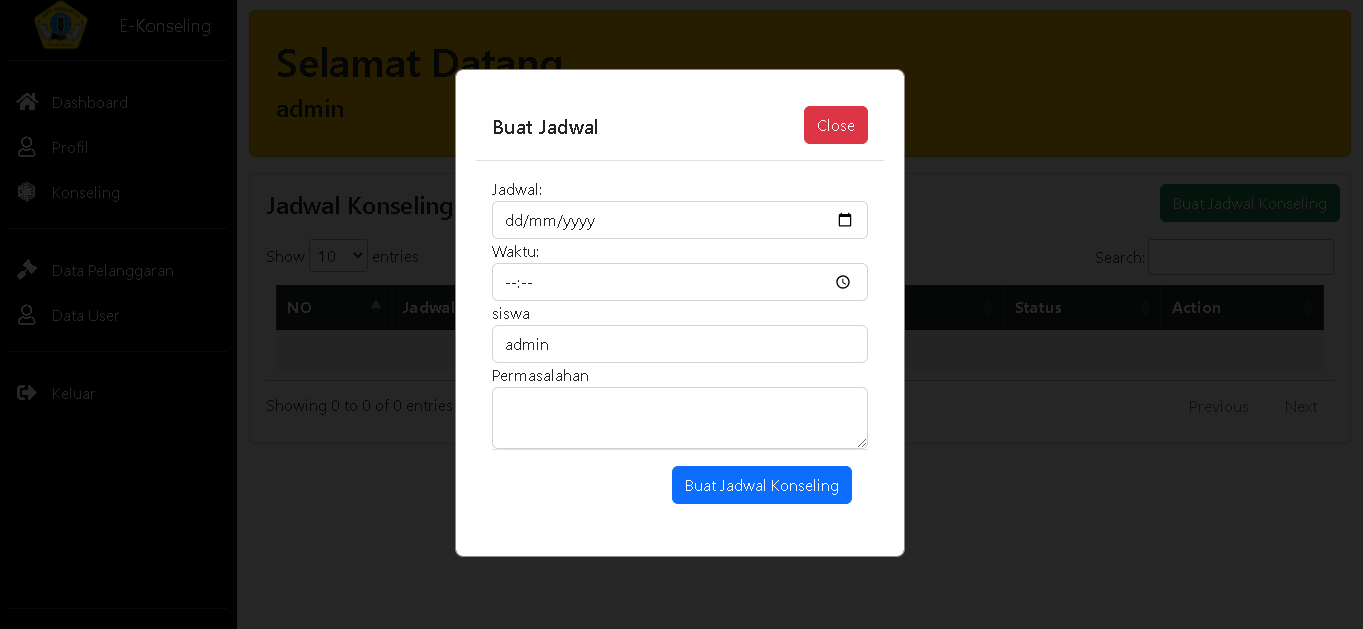 E-Konseling
Dashboard
Profil
Konseling
Data Pelanggaran
Data User
Keluar
Selamat Datang
admin
Jadwal Konseling
Buat Jadwal Konseling
Show 10 entries
Search:
NO
Jadwal
Status
Action
Showing 0 to 0 of 0 entries
Previous
Next
Buat Jadwal
Close
Jadwal:
dd/mm/yyyy
Waktu:
--:--
siswa
admin
Permasalahan
Buat Jadwal Konseling